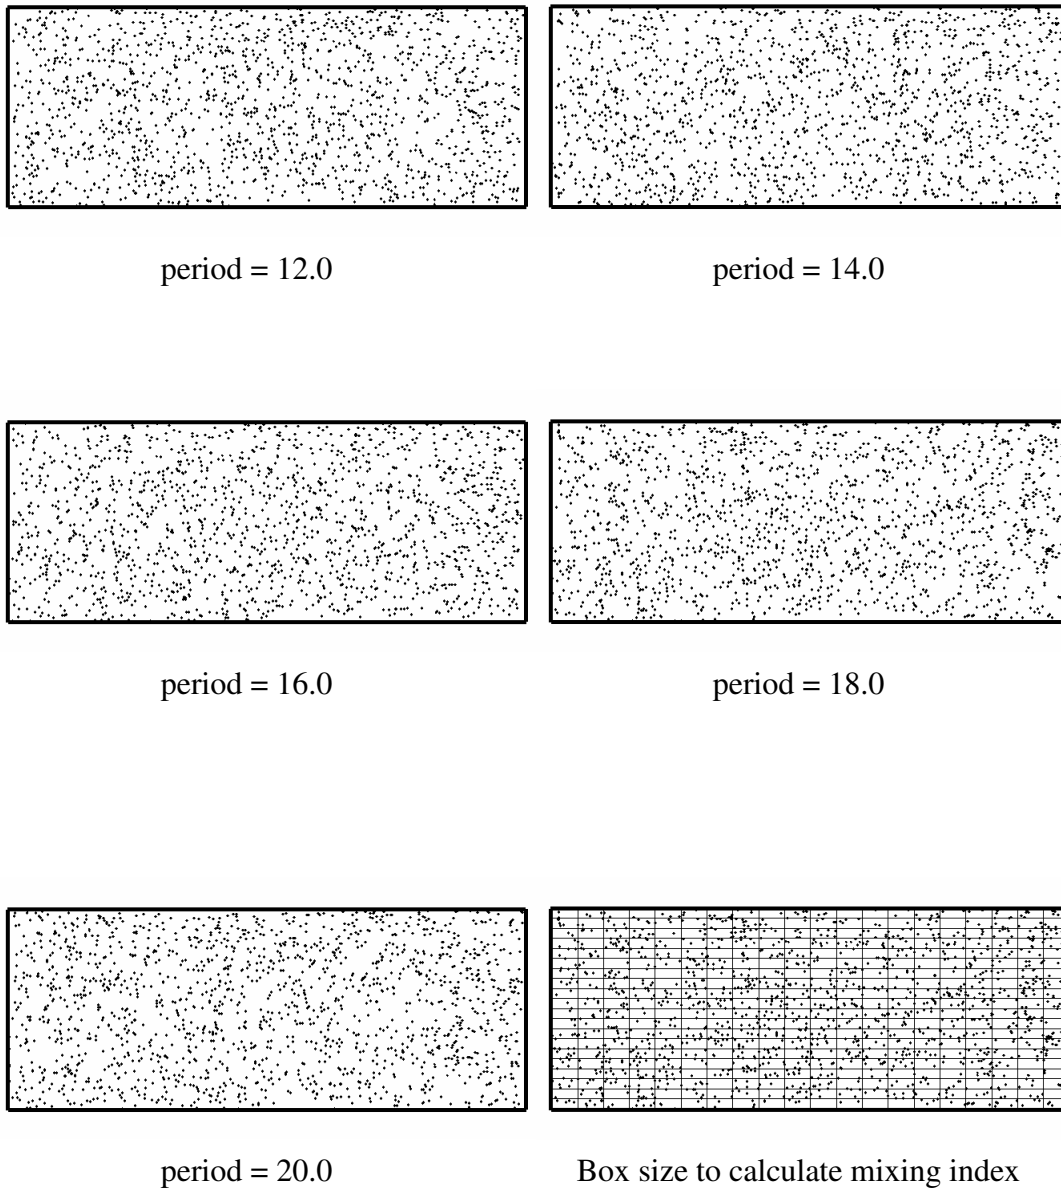 period = 12.0
period = 14.0
period = 16.0
period = 18.0
period = 20.0
Box size to calculate mixing index